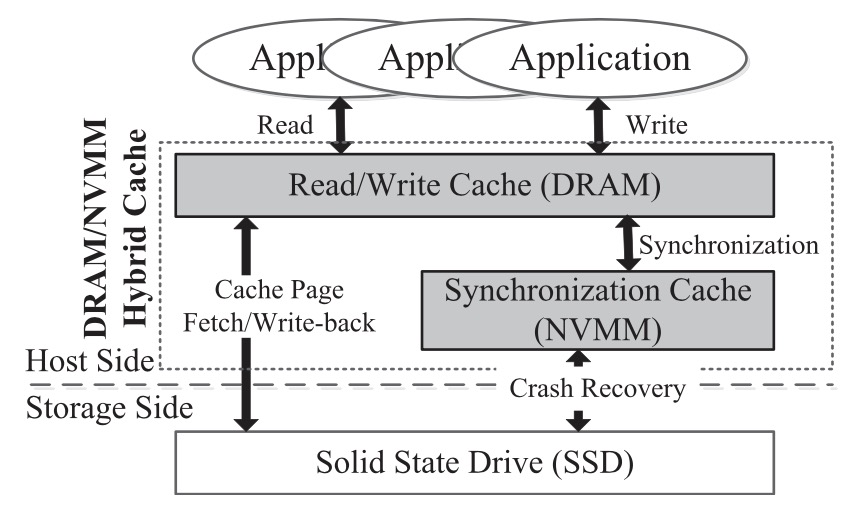 Appl Appl Application
Read
Write
DRAM/NVMM
Hybrid Cache
Read/Write Cache (DRAM)
Synchronization
Cache Page
Fetch/Write-back
Synchronization Cache
(NVMM)
Host Side
Crash Recovery
Storage Side
Solid State Drive (SSD)